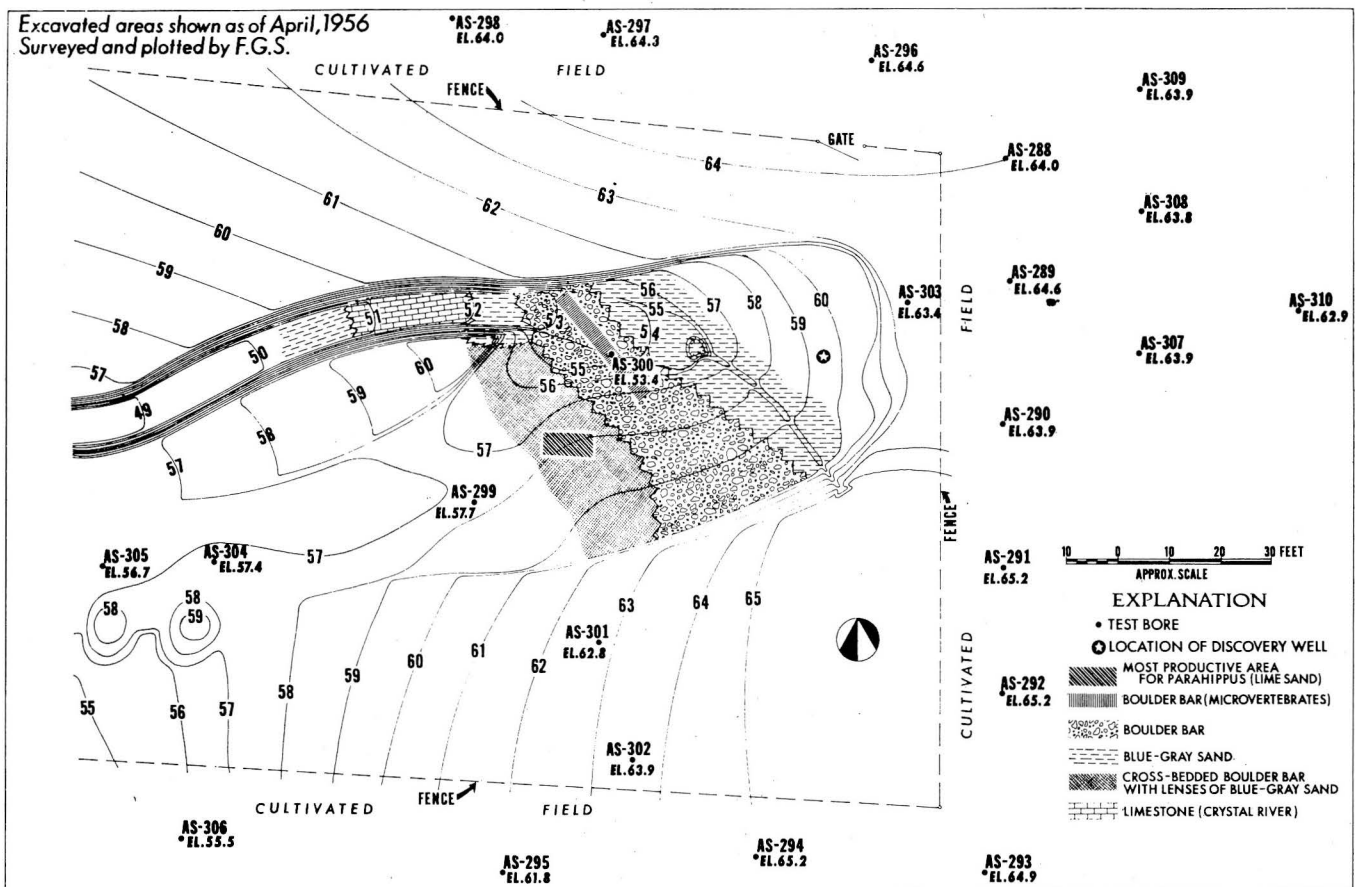 Excavated areas shown as of April, 1956
Surveyed and plotted by F.G.S.
AS-298
EL.64.0
AS-297
EL.64.3
AS-296
EL.64.6
AS-309
EL.63.9
CULTIVATED FIELD
FENCE
GATE
AS-288
EL.64.0
64
63
62
61
60
59
58
57
AS-308
EL.63.8
AS-289
EL.64.6
AS-303
EL.63.4
FIELD
AS-310
EL.62.9
AS-307
EL.63.9
56
55
54
57
58
59
60
53
52
51
50
49
AS-300
EL.53.4
55
56
57
60
59
58
57
AS-290
EL.63.9
AS-299
EL.57.7
FENCE
AS-305
EL.56.7
AS-304
EL.57.4
57
58
58
59
AS-291
EL.65.2
10 0 10 20 30 FEET
APPROX. SCALE
EXPLANATION
TEST BORE
LOCATION OF DISCOVERY WELL
MOST PRODUCTIVE AREA
FOR PARAHIPPUS (LIME SAND)
BOULDER BAR (MICROVERTEBRATES)
BOULDER BAR
BLUE-GRAY SAND
CROSS-BEDDED BOULDER BAR
WITH LENSES OF BLUE-GRAY SAND
LIMESTONE (CRYSTAL RIVER)
63
64
65
AS-301
EL.62.8
55
56
57
58
59
60
61
62
CULTIVATED
AS-292
EL.65.2
AS-302
EL.63.9
CULTIVATED FENCE FIELD
AS-306
EL.55.5
AS-295
EL.61.8
AS-294
EL.65.2
AS-293
EL.64.9